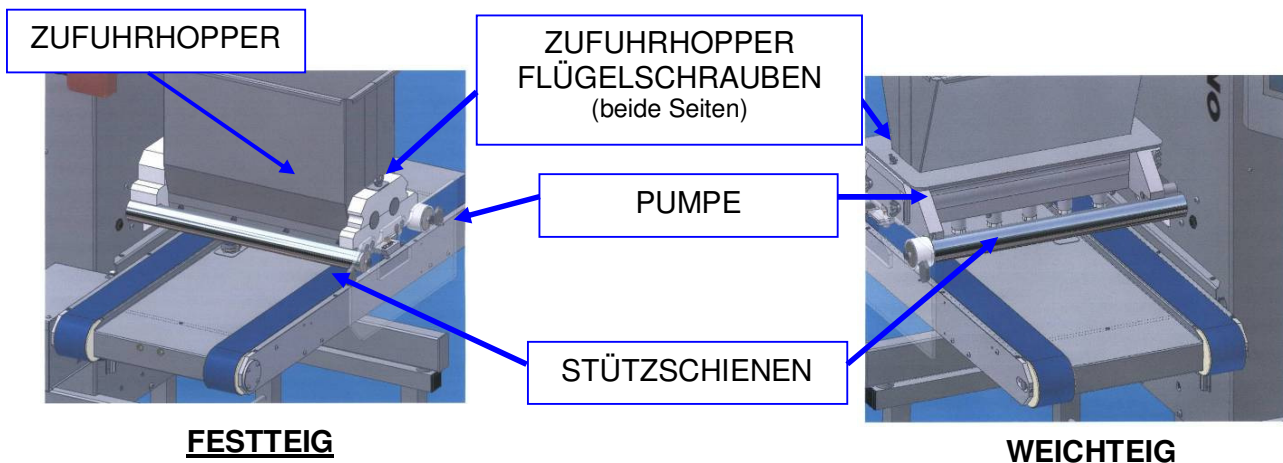 ZUFUHRHOPPER
ZUFUHRHOPPER
FLÜGELSCHRAUBEN
(beide Seiten)
PUMPE
STÜTZSCHIENEN
FESTTEIG
WEICHTEIG